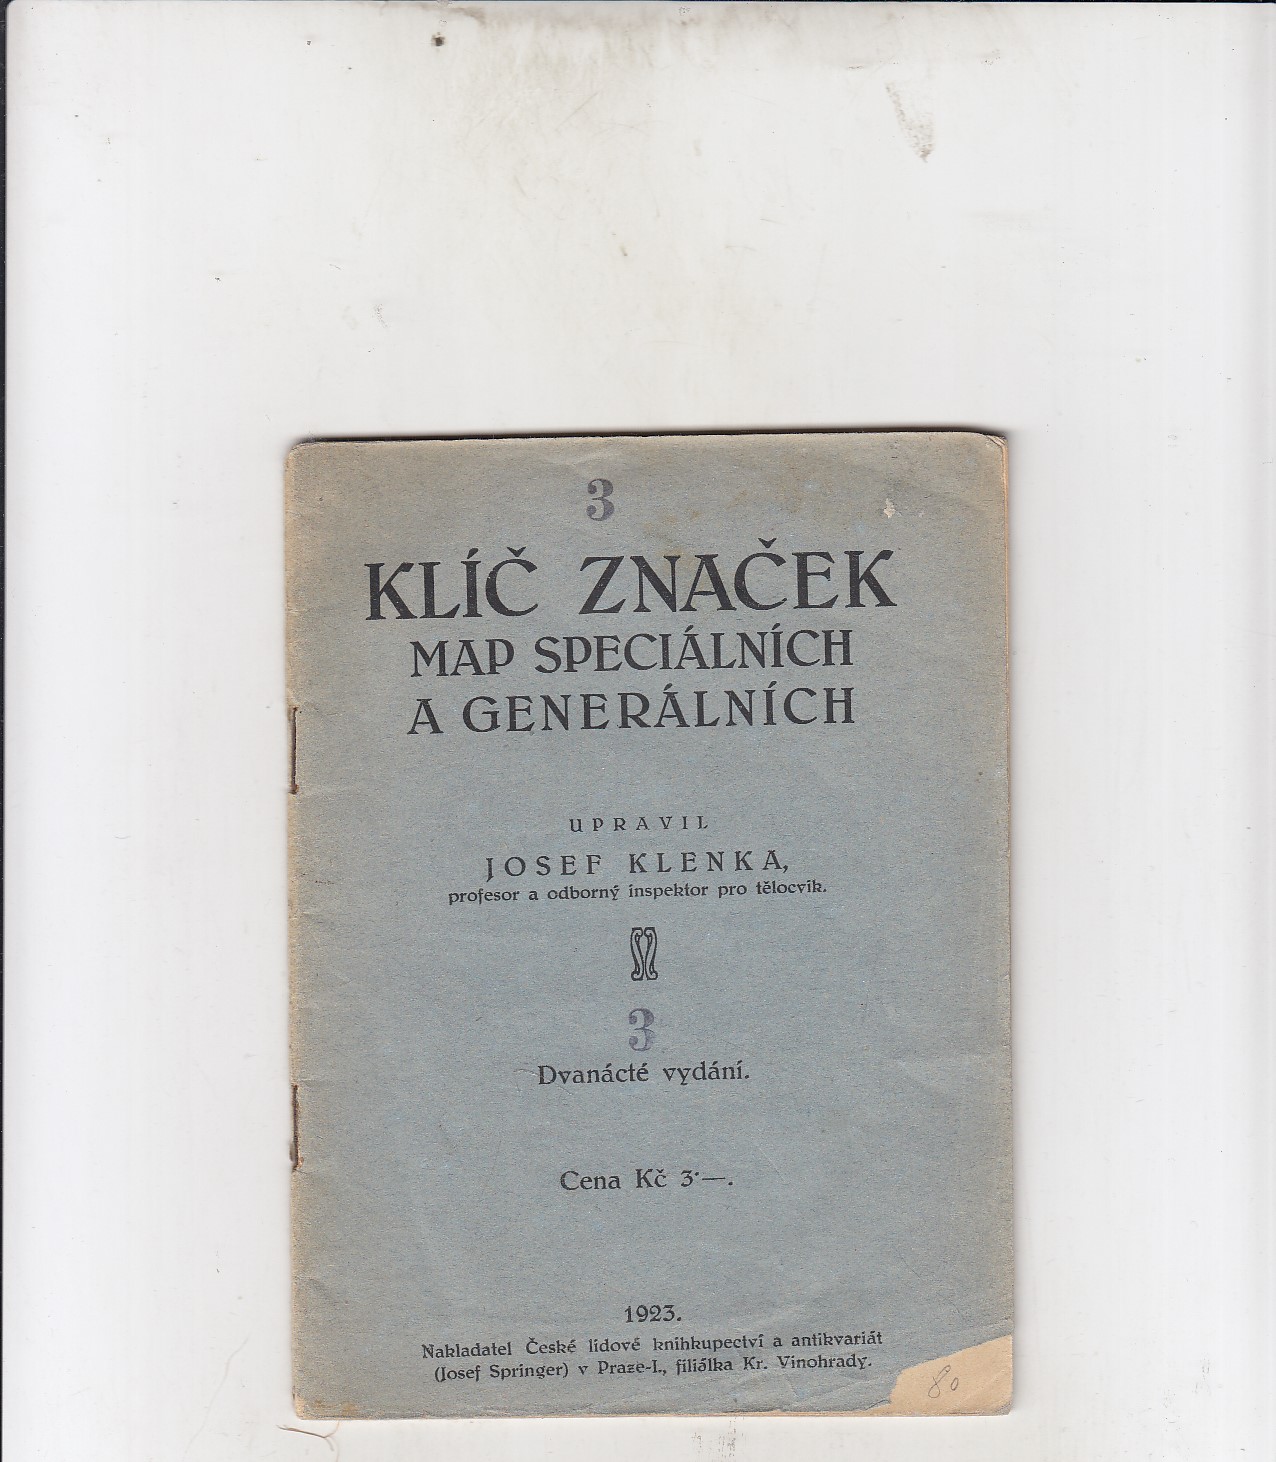 3
KLÍČ ZNAČEK
MAP SPECIÁLNÍCH
A GENERÁLNÍCH
UPRAVIL
JOSEF KLENKA,
profesor a odborný inspektor pro tělocvik.
3
Dvanácté vydání.
Cena Kč 3·—.
1923.
Nakladatel České lidové knihkupectví a antikvariát
(Josef Springer) v Praze-I., filiálka Kr. Vinohrady.
80